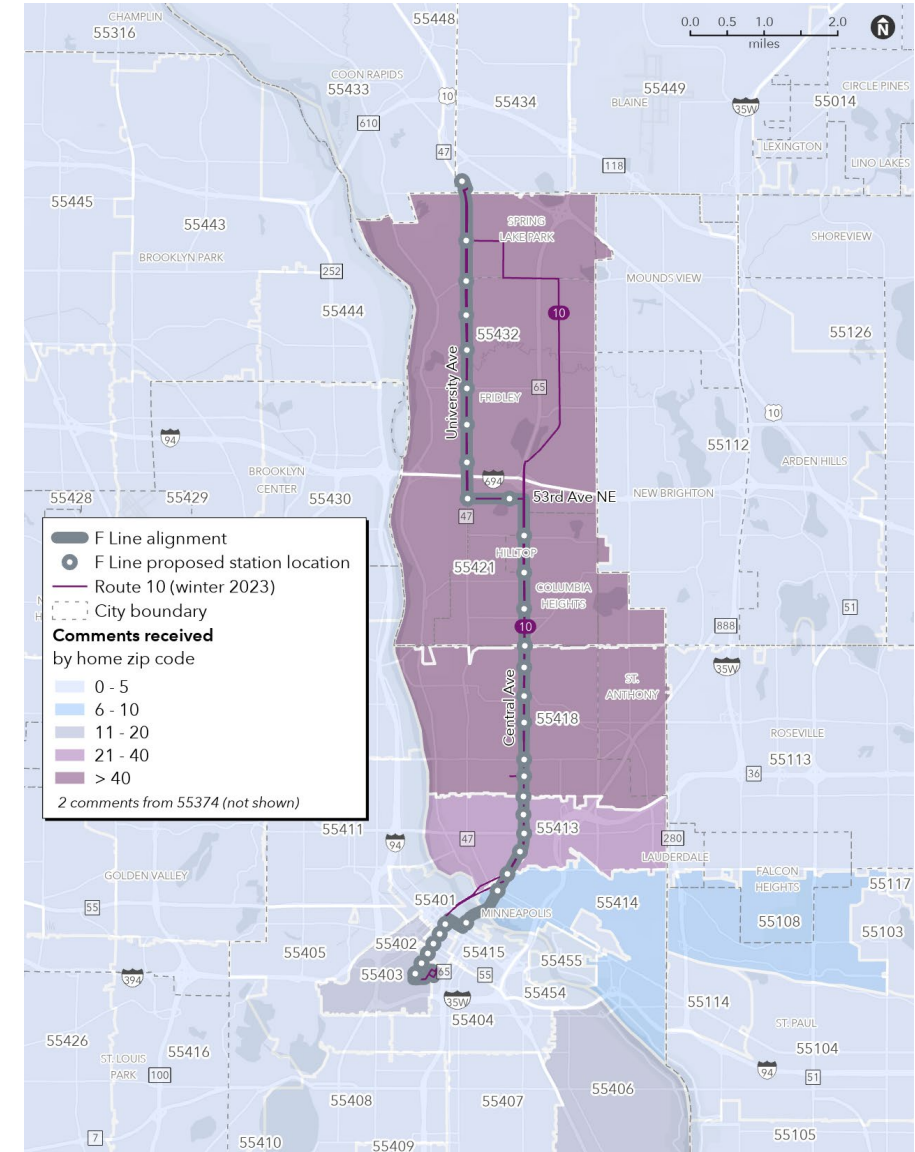 CHAMPLIN
55316
55448
0.0 0.5 1.0 2.0
miles
N
COON RAPIDS
55433
10
55434
55449
BLAINE
35W
CIRCLE PINES
55014
610
47
118
LEXINGTON
LINO LAKES
55445
55443
BROOKLYN PARK
SPRING
LAKE PARK
SHOREVIEW
252
MOUNDS VIEW
55444
10
55432
55126
University Ave
65
FRIDLEY
94
10
55112
ARDEN HILLS
BROOKLYN
CENTER
694
55428
55429
55430
53rd Ave NE
NEW BRIGHTON
47
F Line alignment
F Line proposed station location
Route 10 (winter 2023)
City boundary
Comments received
by home zip code
0 - 5
6 - 10
11 - 20
21 - 40
> 40
2 comments from 55374 (not shown)
HILLTOP
55421
COLUMBIA
HEIGHTS
51
10
888
35W
ST.
ANTHONY
Central Ave
55418
ROSEVILLE
55113
36
55411
94
47
55413
280
LAUDERDALE
GOLDEN VALLEY
FALCON
HEIGHTS
55117
55
55401
MINNEAPOLIS
55414
55108
55103
55402
55405
55415
55403
65
55
55455
394
35W
55454
55114
55404
55426
ST. PAUL
55416
55104
ST. LOUIS
PARK
100
94
51
55406
55408
55407
7
55410
55409
55105